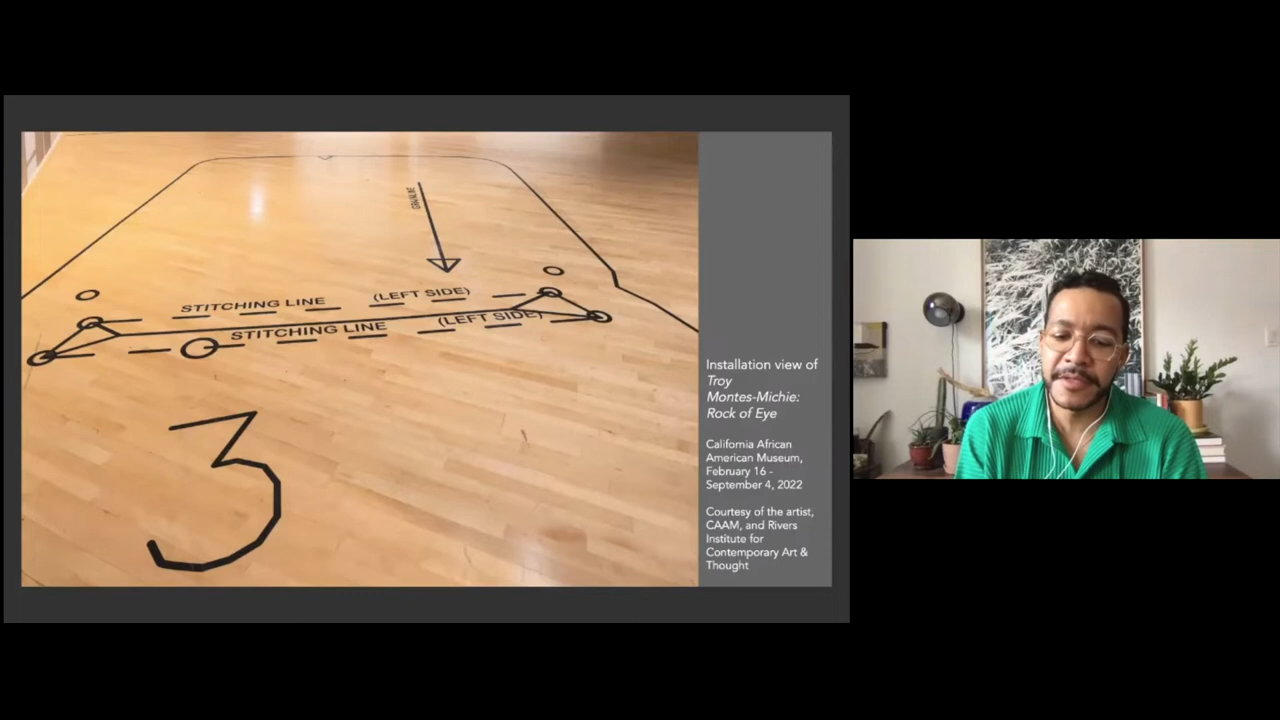 GRAINLINE
STITCHING LINE (LEFT SIDE)
STITCHING LINE (LEFT SIDE)
3
Installation view of
Troy
Montes-Michie:
Rock of Eye
California African
American Museum,
February 16 -
September 4, 2022
Courtesy of the artist,
CAAM, and Rivers
Institute for
Contemporary Art &
Thought